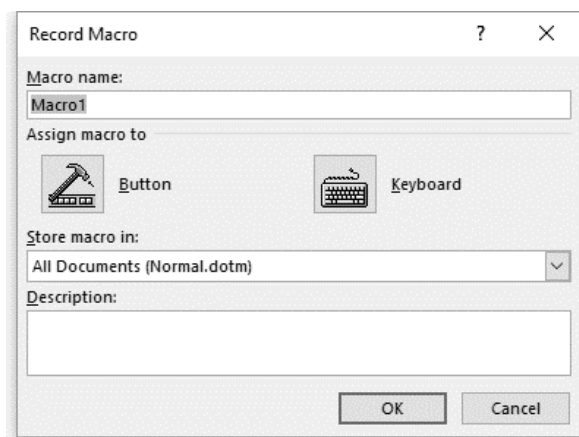 Record Macro ?
Macro name:
Macro1
Assign macro to
Button Keyboard
Store macro in:
All Documents (Normal.dotm)
Description:
OK Cancel